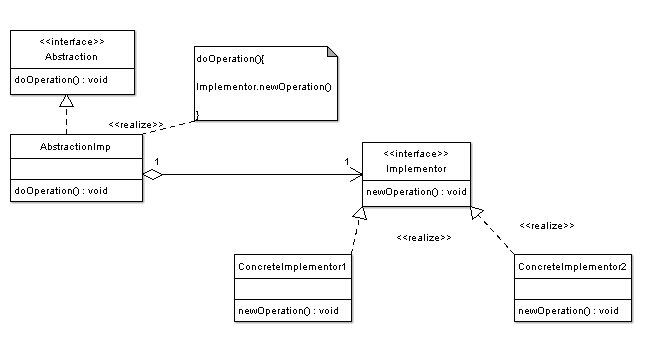 <<interface>>
Abstraction
doOperation() : void
doOperation(){
Implementor.newOperation()
}
<<realize>>
AbstractionImp
doOperation() : void
1
1
<<interface>>
Implementor
newOperation() : void
<<realize>>
<<realize>>
ConcreteImplementor1
newOperation() : void
ConcreteImplementor2
newOperation() : void